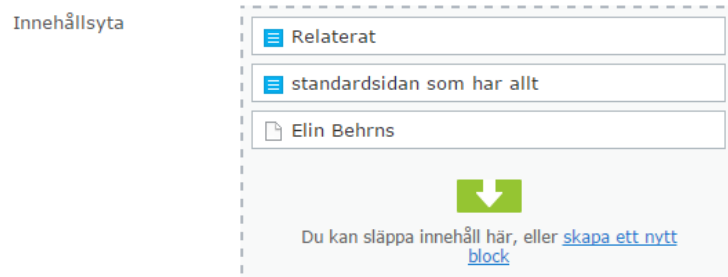 Innehållsyta
Relaterat
standardsidan som har allt
Elin Behrns
Du kan släppa innehåll här, eller skapa ett nytt
block